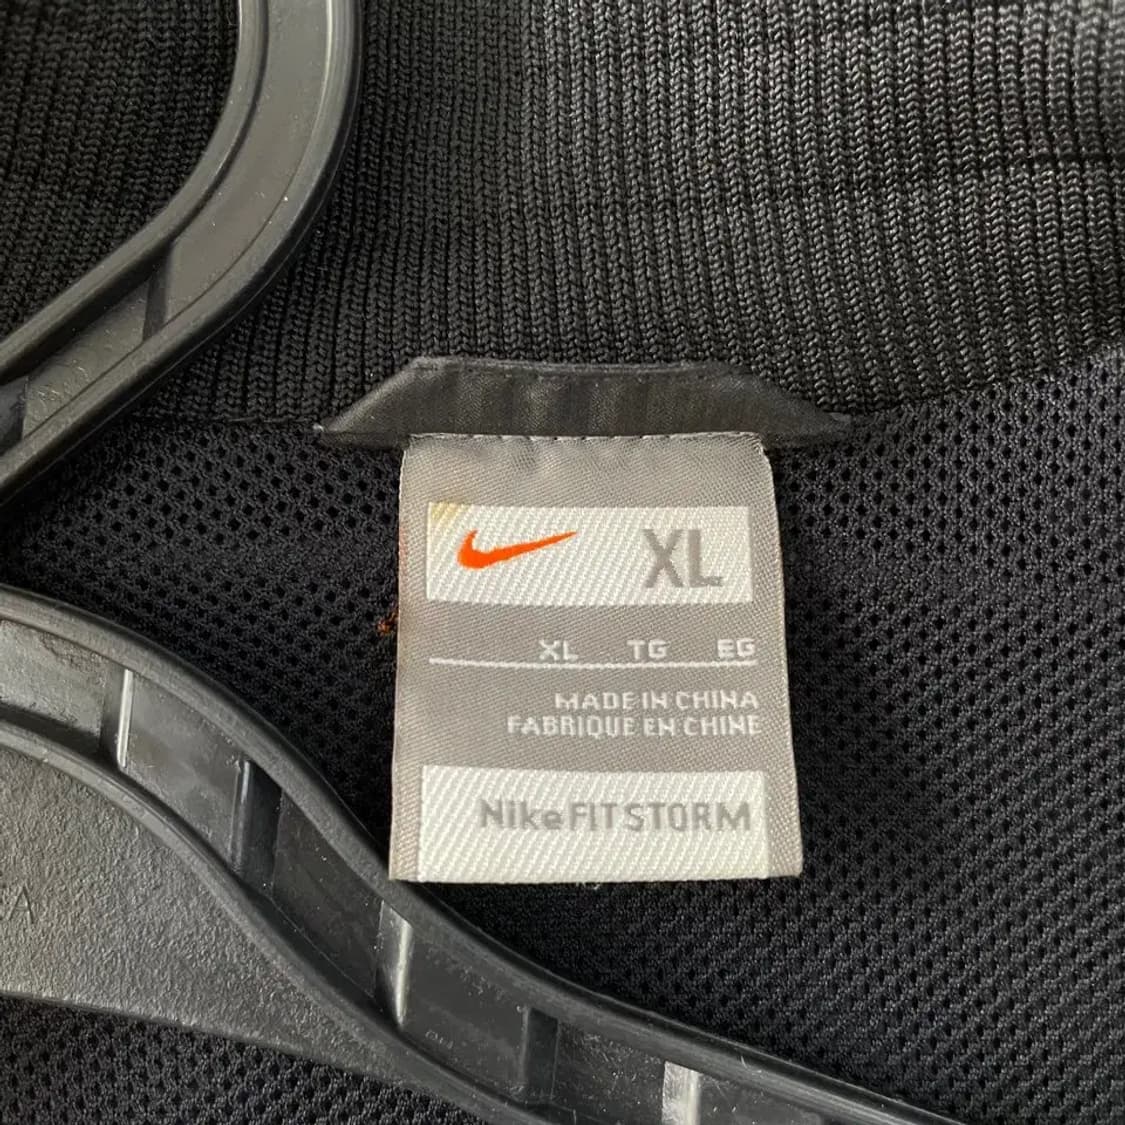 XL
XL TG EG
MADE IN CHINA
FABRIQUE EN CHINE
Nike FIT STORM